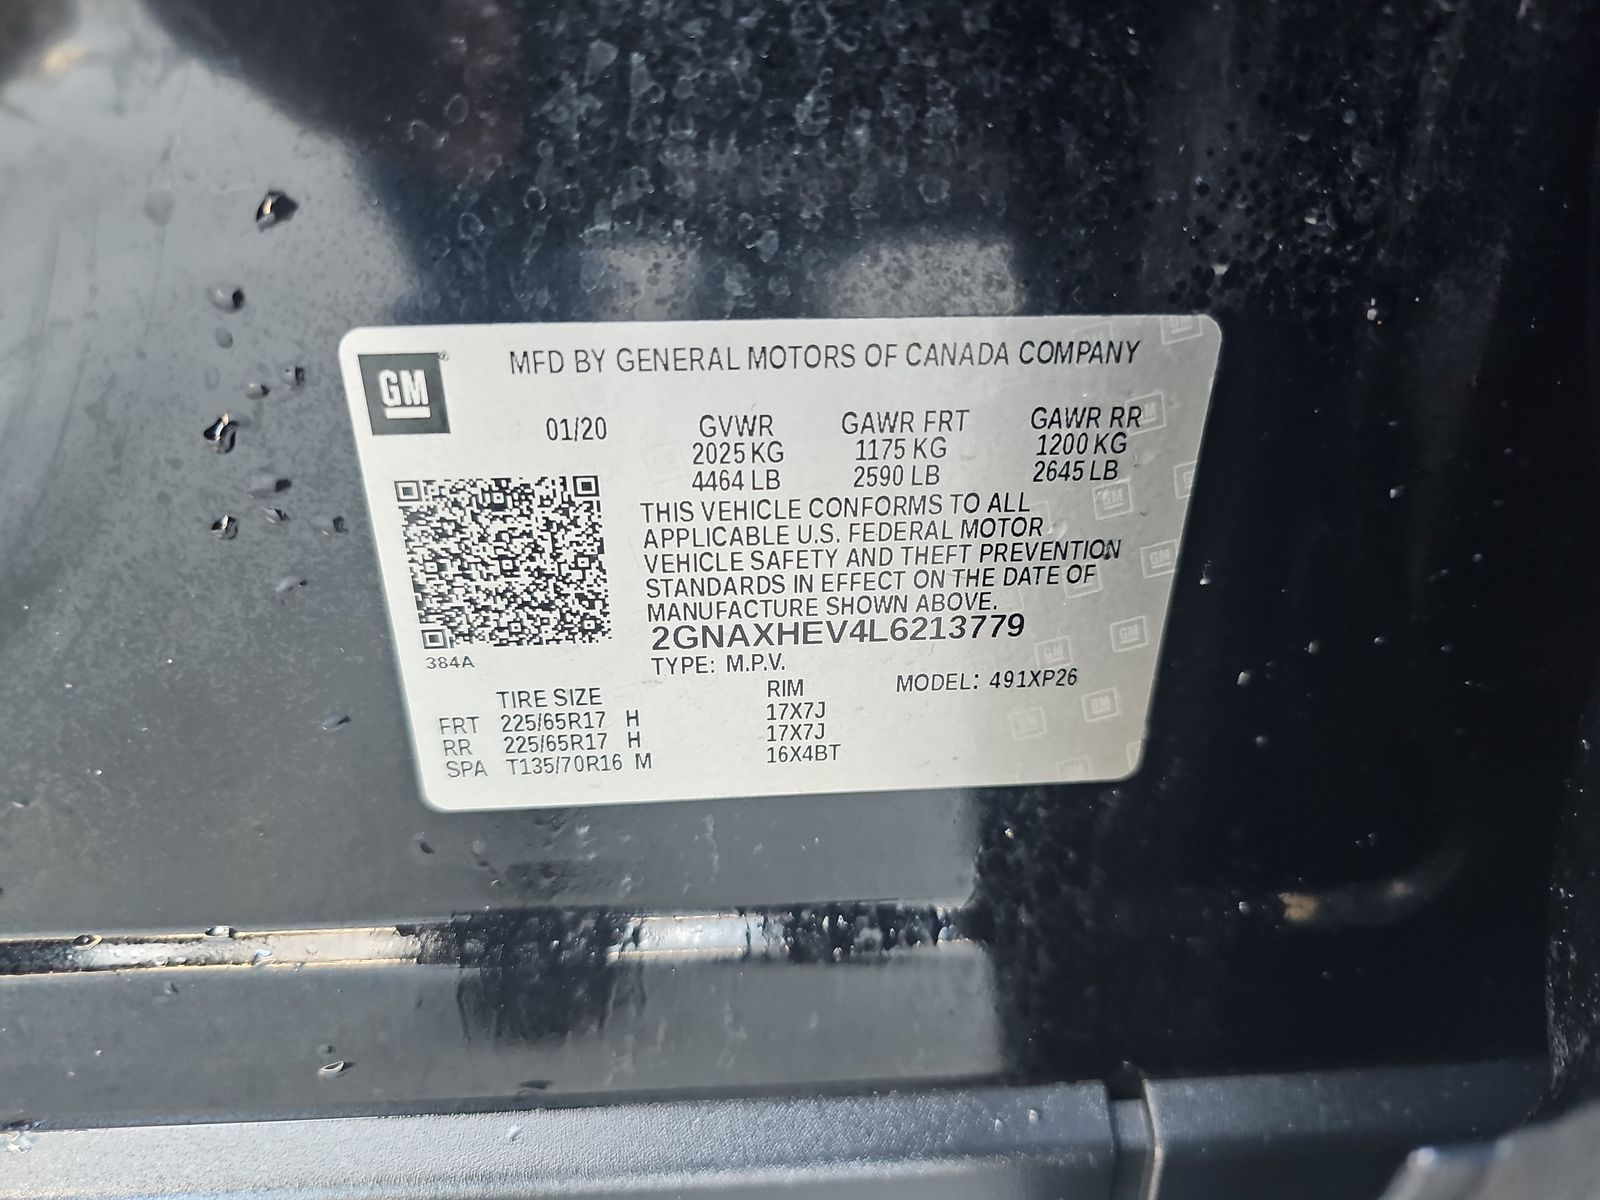 GM
MFD BY GENERAL MOTORS OF CANADA COMPANY
01/20 GVWR GAWR FRT GAWR RR
2025 KG 1175 KG 1200 KG
4464 LB 2590 LB 2645 LB
THIS VEHICLE CONFORMS TO ALL
APPLICABLE U.S. FEDERAL MOTOR
VEHICLE SAFETY AND THEFT PREVENTION
STANDARDS IN EFFECT ON THE DATE OF
MANUFACTURE SHOWN ABOVE.
2GNAXHEV4L6213779
384A
TYPE: M.P.V.
MODEL: 491XP26
TIRE SIZE RIM
FRT 225/65R17 H 17X7J
RR 225/65R17 H 17X7J
SPA T135/70R16 M 16X4BT